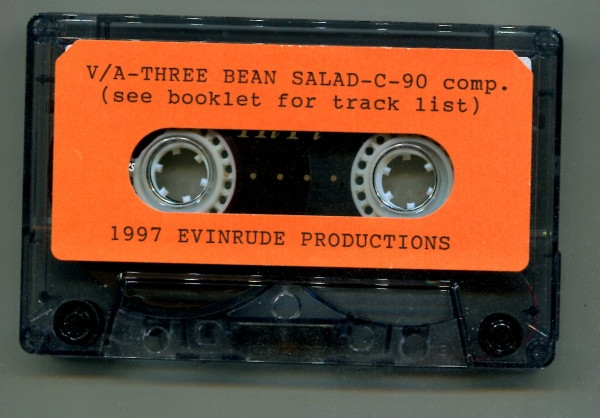 V/A-THREE BEAN SALAD-C-90 comp.
(see booklet for track list)
1997 EVINRUDE PRODUCTIONS